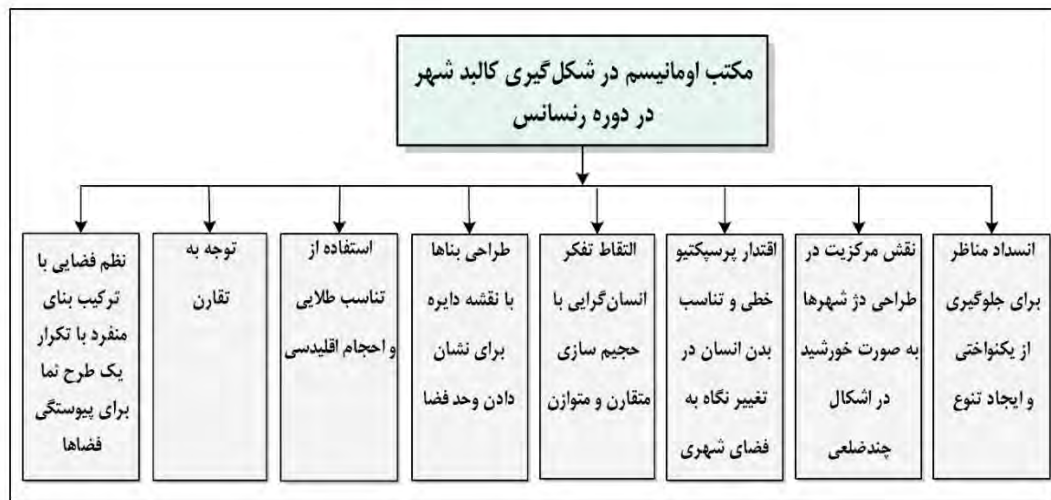 مکتب اومانیسم در شکل‌گیری کالبد شهر
در دوره رنسانس
انسداد مناظر
برای جلوگیری
از یکنواختی
و ایجاد تنوع
نقش مرکزیت در
طراحی دژ شهرها
به صورت خورشید
در اشکال
چندضلعی
اقتدار پرسپکتیو
خطی و تناسب
بدن انسان در
تغییر نگاه به
فضای شهری
التقاط تفکر
انسان‌گرایی با
حجیم سازی
متقارن و متوازن
طراحی بناها
با نقشه دایره
برای نشان
دادن وحد فضا
استفاده از
تناسب طلایی
و احجام اقلیدسی
توجه به
تقارن
نظم فضایی با
ترکیب بنای
منفرد با تکرار
یک طرح نما
برای پیوستگی
فضاها